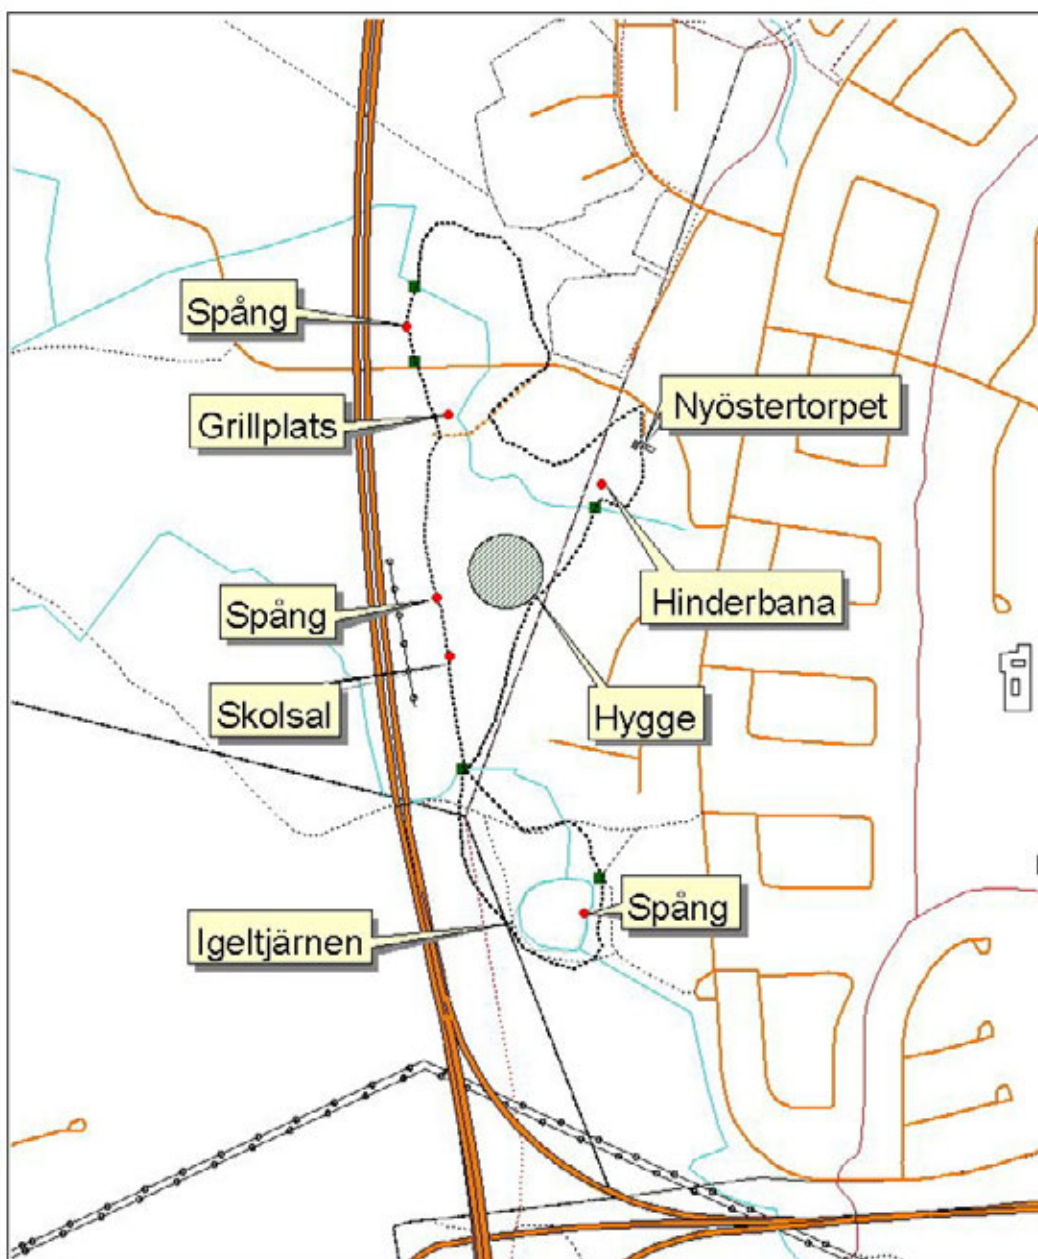 Spång
Nyöstertorpet
Grillplats
Spång
Hinderbana
Skolsal
Hygge
Spång
Igeltjärnen